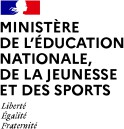 MINISTÈRE
DE L'ÉDUCATION
NATIONALE,
DE LA JEUNESSE
ET DES SPORTS
Liberté
Égalité
Fraternité